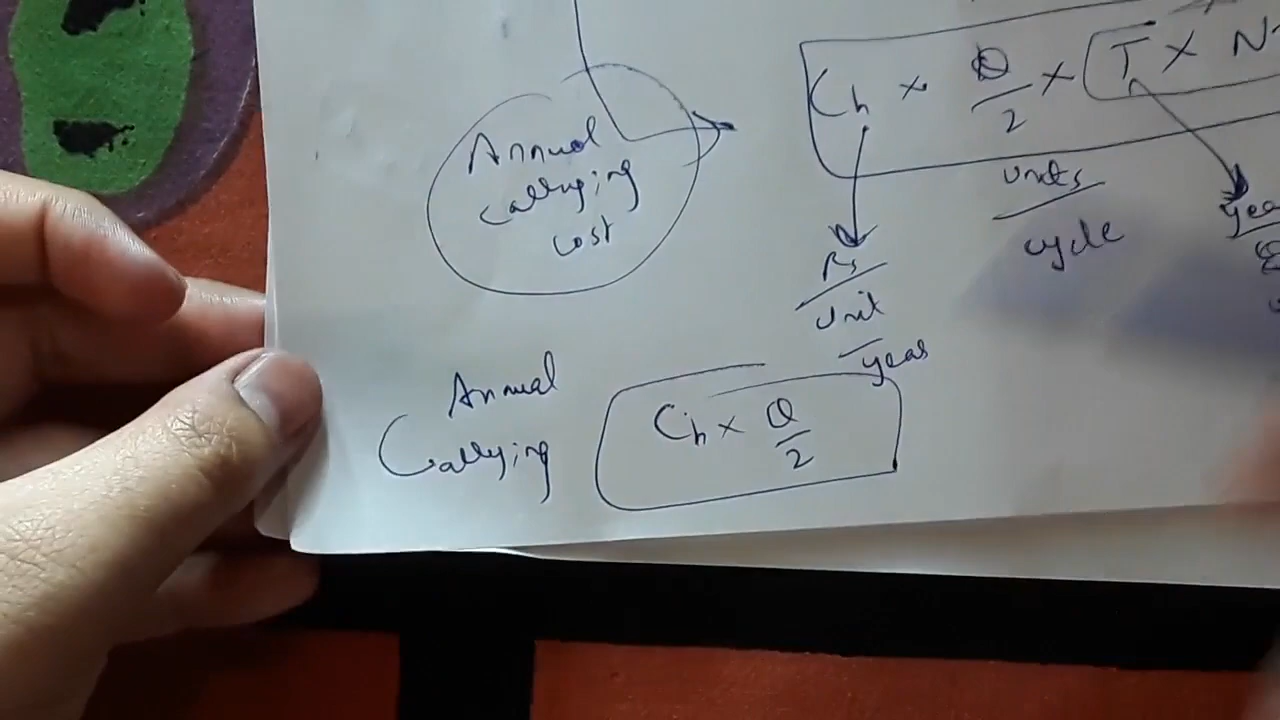 Ch × Q/2 × T × N
Annual
Carrying
cost
Units
cycle
Rs
Unit
year
Annual
Carrying
Ch × Q/2